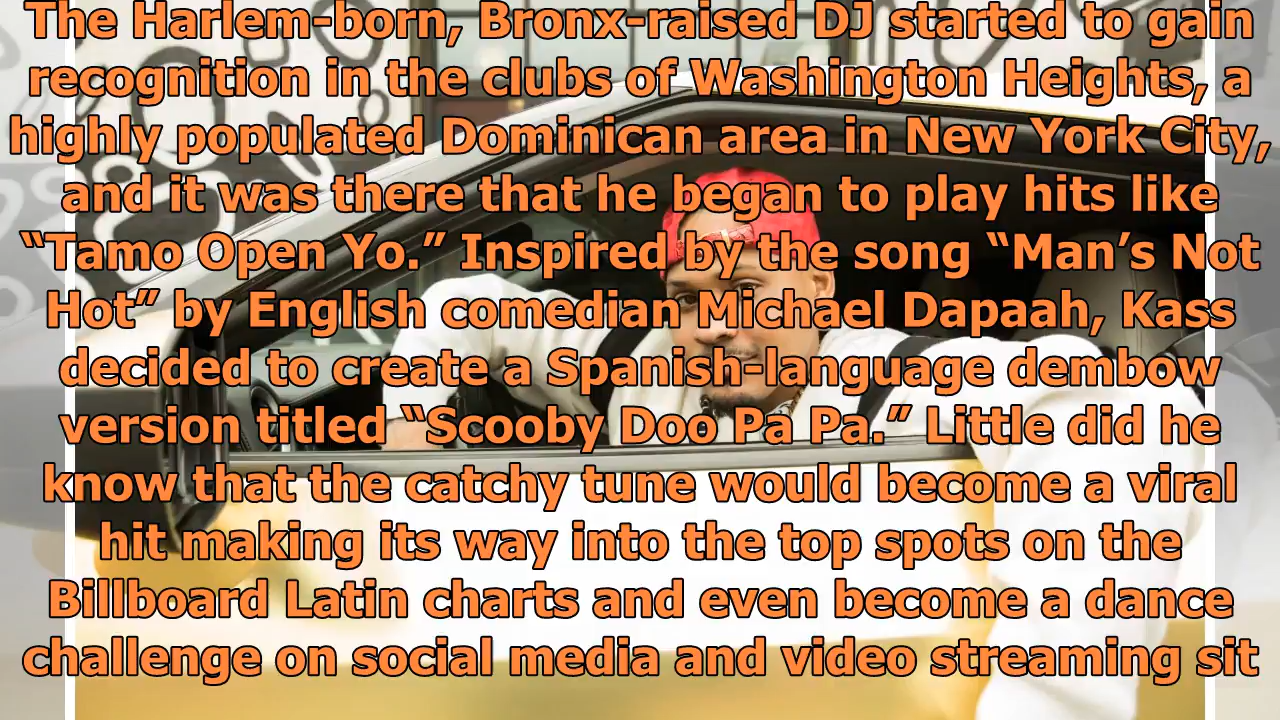 The Harlem-born, Bronx-raised DJ started to gain
recognition in the clubs of Washington Heights, a
highly populated Dominican area in New York City,
and it was there that he began to play hits like
“Tamo Open Yo.” Inspired by the song “Man’s Not
Hot” by English comedian Michael Dapaah, Kass
decided to create a Spanish-language dembow
version titled “Scooby Doo Pa Pa.” Little did he
know that the catchy tune would become a viral
hit making its way into the top spots on the
Billboard Latin charts and even become a dance
challenge on social media and video streaming sit